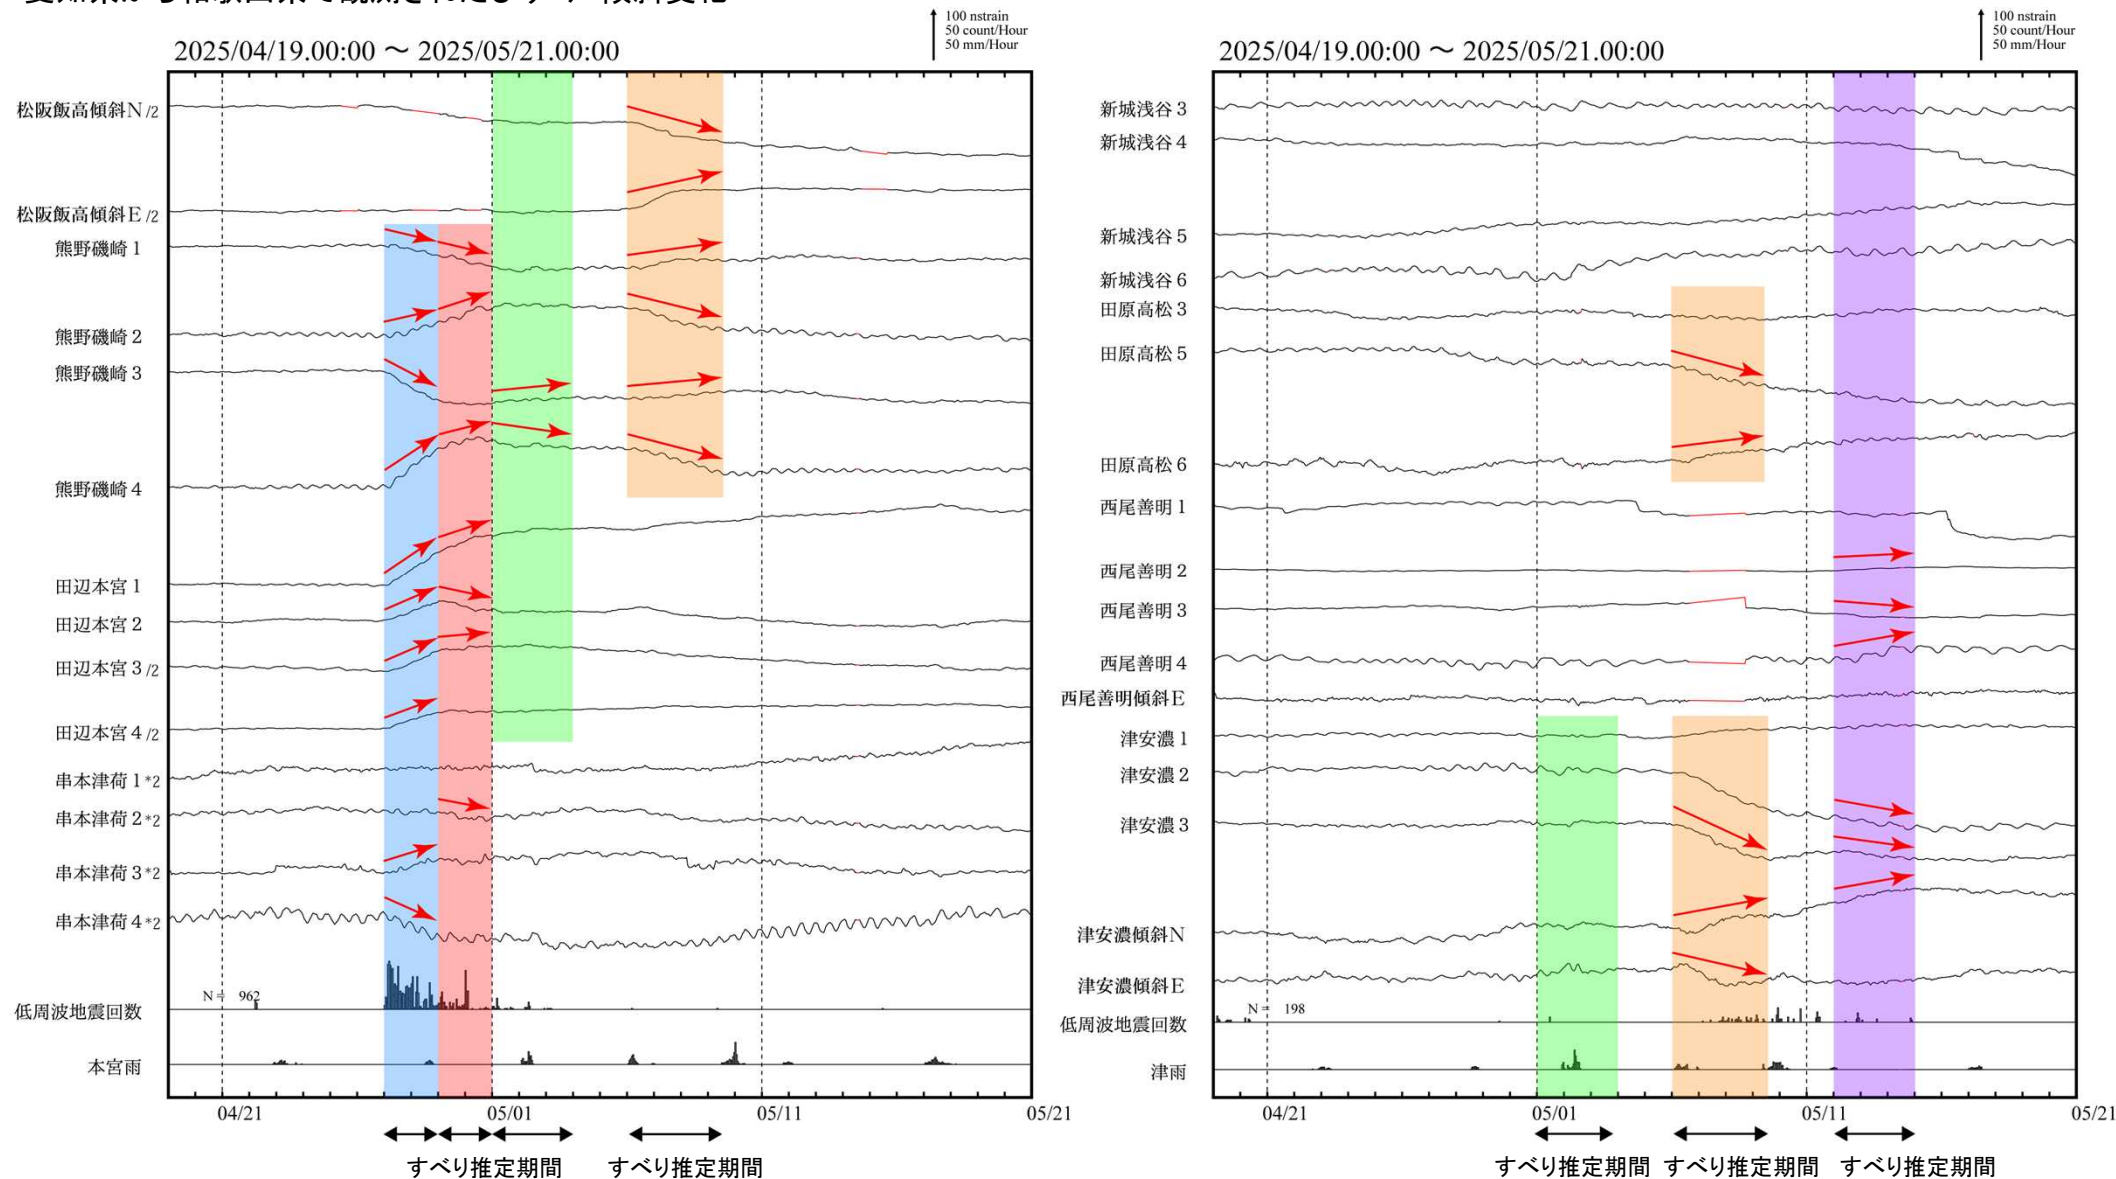 2025/04/19.00:00 ～ 2025/05/21.00:00
100 nstrain
50 count/Hour
50 mm/Hour
松阪飯高傾斜N /2
松阪飯高傾斜E /2
熊野磯崎 1
熊野磯崎 2
熊野磯崎 3
熊野磯崎 4
田辺本宮 1
田辺本宮 2
田辺本宮 3 /2
田辺本宮 4 /2
串本津荷 1 *2
串本津荷 2 *2
串本津荷 3 *2
串本津荷 4 *2
N = 962
低周波地震回数
本宮雨
04/21 05/01 05/11 05/21
すべり推定期間 すべり推定期間
2025/04/19.00:00 ～ 2025/05/21.00:00
100 nstrain
50 count/Hour
50 mm/Hour
新城浅谷 3
新城浅谷 4
新城浅谷 5
新城浅谷 6
田原高松 3
田原高松 5
田原高松 6
西尾善明 1
西尾善明 2
西尾善明 3
西尾善明 4
西尾善明傾斜E
津安濃 1
津安濃 2
津安濃 3
津安濃傾斜N
津安濃傾斜E
N = 198
低周波地震回数
津雨
04/21 05/01 05/11 05/21
すべり推定期間 すべり推定期間 すべり推定期間